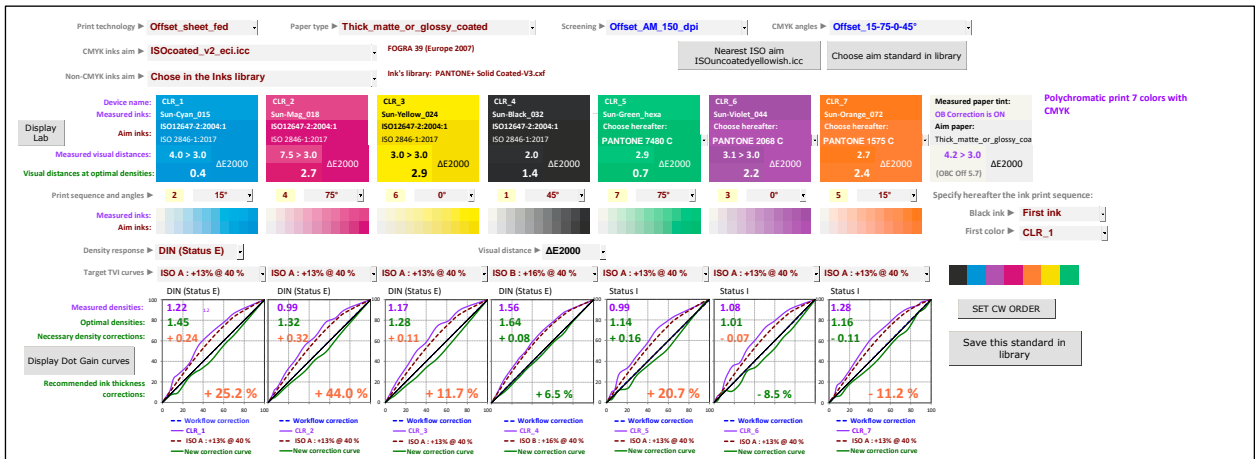 Print technology ▶ Offset_sheet_fed Paper type ▶ Thick_matte_or_glossy_coated Screening ▶ Offset_AM_150_dpi CMYK angles ▶ Offset_15-75-0-45°
CMYK inks aim ▶ ISOcoated_v2_eci.icc FOGRA 39 (Europe 2007) Nearest ISO aim Choose aim standard in library
ISOuncoatedyellowish.icc
Non-CMYK inks aim ▶ Chose in the Inks library Ink's library: PANTONE+ Solid Coated-V3.cxf
Device name: CLR_1 CLR_2 CLR_3 CLR_4 CLR_5 CLR_6 CLR_7 Measured paper tint: Polychromatic print 7 colors with
CMYK
Measured inks: Sun-Cyan_015 Sun-Mag_018 Sun-Yellow_024 Sun-Black_032 Sun-Green_hexa Sun-Violet_044 Sun-Orange_072 OB Correction is ON
Display
Lab
Aim inks: ISO12647-2:2004:1 ISO12647-2:2004:1 ISO12647-2:2004:1 ISO12647-2:2004:1 Choose hereafter: Choose hereafter: Choose hereafter: Aim paper:
ISO 2846-1:2017 ISO 2846-1:2017 ISO 2846-1:2017 ISO 2846-1:2017 PANTONE 7480 C PANTONE 2068 C PANTONE 1575 C Thick_matte_or_glossy_coa
Measured visual distances: 4.0 > 3.0 7.5 > 3.0 3.0 > 3.0 2.0 2.9 3.1 > 3.0 2.7 4.2 > 3.0
ΔE2000 ΔE2000 ΔE2000 ΔE2000 ΔE2000 ΔE2000 ΔE2000 ΔE2000
Visual distances at optimal densities: 0.4 2.7 2.9 1.4 0.7 2.2 2.4 (OBC Off 5.7)
Print sequence and angles ▶ 2 15° 4 75° 6 0° 1 45° 7 75° 3 0° 5 15° Specify hereafter the ink print sequence:
Measured inks: Black ink ▶ First ink
Aim inks: First color ▶ CLR_1
Density response ▶ DIN (Status E) Visual distance ▶ ΔE2000
Target TVI curves ▶ ISO A : +13% @ 40 % ISO A : +13% @ 40 % ISO A : +13% @ 40 % ISO B : +16% @ 40 % ISO A : +13% @ 40 % ISO A : +13% @ 40 % ISO A : +13% @ 40 %
DIN (Status E) DIN (Status E) DIN (Status E) DIN (Status E) Status I Status I Status I
Measured densities: 1.22 0.99 1.17 1.56 0.99 1.08 1.28 SET CW ORDER
Optimal densities: 1.45 1.32 1.28 1.64 1.14 1.01 1.16
Necessary density corrections: + 0.24 + 0.32 + 0.11 + 0.08 + 0.16 - 0.07 - 0.11 Save this standard in
library
Display Dot Gain curves
Recommended ink thickness
corrections: + 25.2 % + 44.0 % + 11.7 % + 6.5 % + 20.7 % - 8.5 % - 11.2 %
100 80 60 40 20 0
0 20 40 60 80 100
Workflow correction Workflow correction Workflow correction Workflow correction Workflow correction Workflow correction Workflow correction
CLR_1 CLR_2 CLR_3 CLR_4 CLR_5 CLR_6 CLR_7
ISO A : +13% @ 40 % ISO A : +13% @ 40 % ISO A : +13% @ 40 % ISO B : +16% @ 40 % ISO A : +13% @ 40 % ISO A : +13% @ 40 % ISO A : +13% @ 40 %
New correction curve New correction curve New correction curve New correction curve New correction curve New correction curve New correction curve